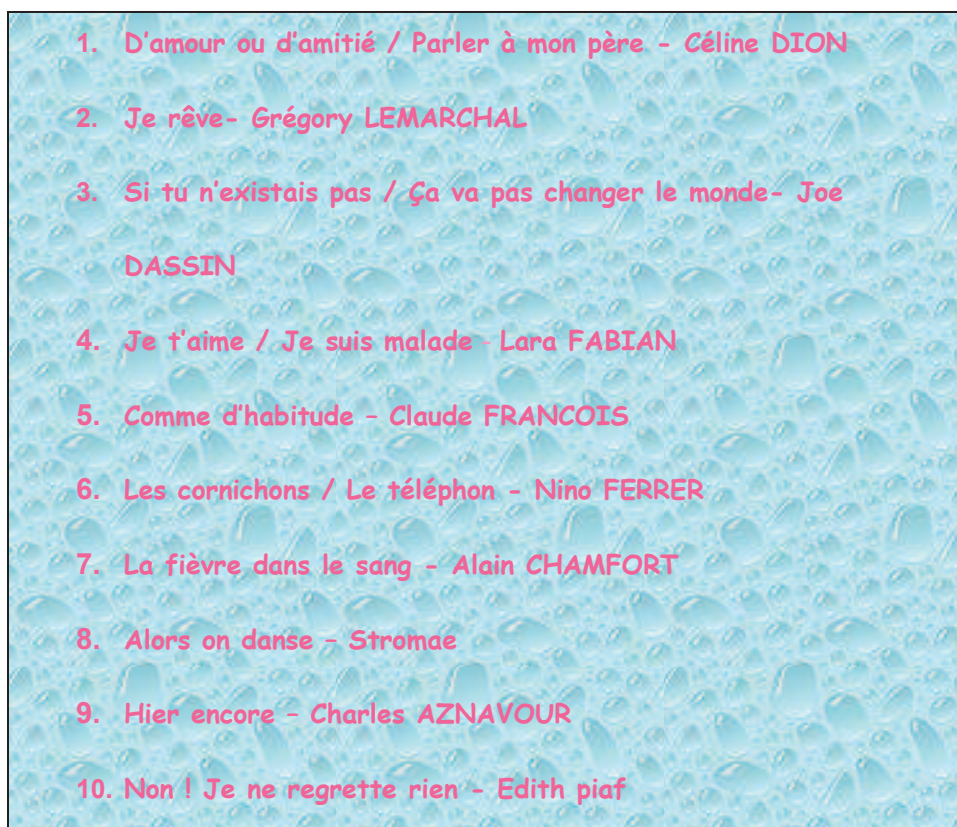 1. D'amour ou d'amitié / Parler à mon père - Céline DION
2. Je rêve- Grégory LEMARCHAL
3. Si tu n'existais pas / Ça va pas changer le monde- Joe
DASSIN
4. Je t'aime / Je suis malade - Lara FABIAN
5. Comme d'habitude – Claude FRANCOIS
6. Les cornichons / Le téléphon - Nino FERRER
7. La fièvre dans le sang - Alain CHAMFORT
8. Alors on danse – Stromae
9. Hier encore – Charles AZNAVOUR
10. Non ! Je ne regrette rien - Edith piaf